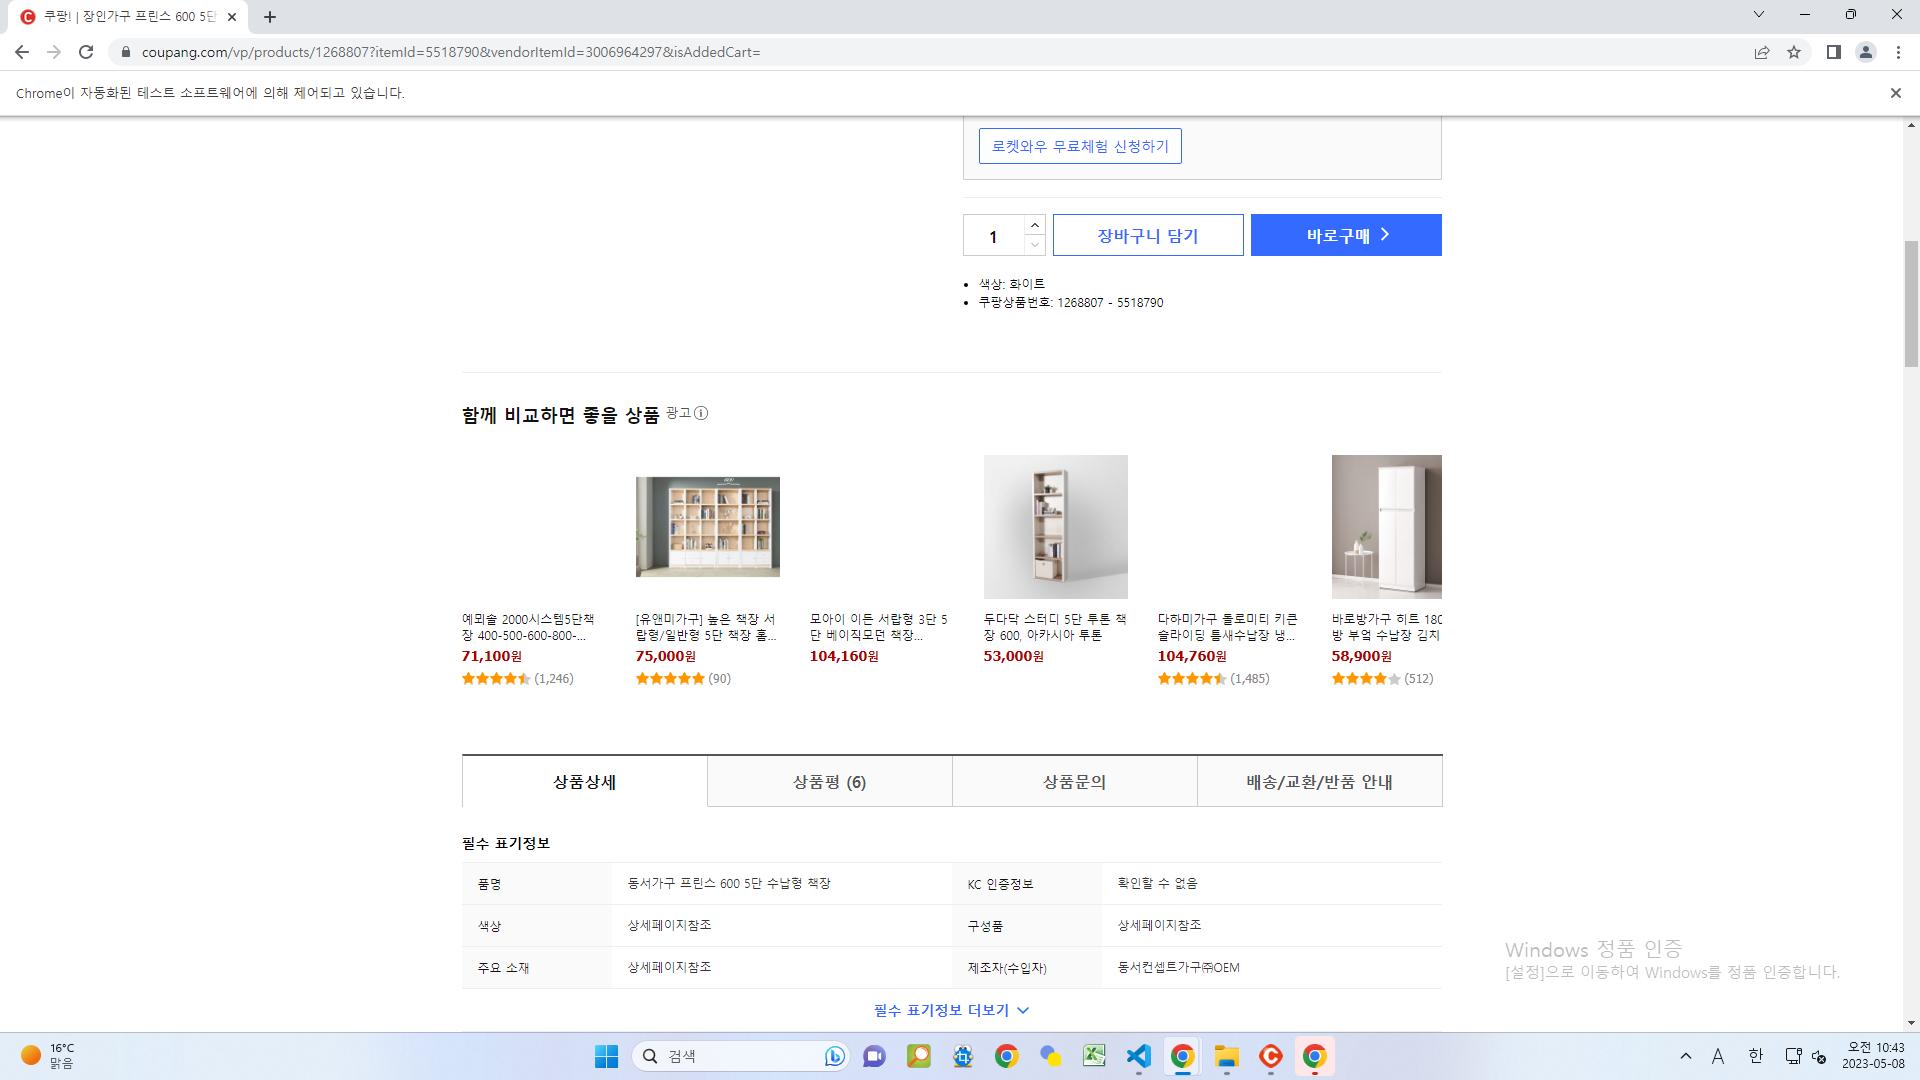 쿠팡! | 장인가구 프린스 600 5단
coupang.com/vp/products/1268807?itemId=5518790&vendorItemId=3006964297&isAddedCart=
Chrome이 자동화된 테스트 소프트웨어에 의해 제어되고 있습니다.
로켓와우 무료체험 신청하기
1
장바구니 담기
바로구매
색상: 화이트
쿠팡상품번호: 1268807 - 5518790
함께 비교하면 좋을 상품 광고
예뫼솔 2000시스템5단책
장 400-500-600-800-...
71,100원
(1,246)
[유앤미가구] 높은 책장 서
랍형/일반형 5단 책장 홈...
75,000원
(90)
모아이 이든 서랍형 3단 5
단 베이직모던 책장...
104,160원
두다닥 스터디 5단 투톤 책
장 600, 아카시아 투톤
53,000원
다하미가구 돌로미티 키큰
슬라이딩 틈새수납장 냉...
104,760원
(1,485)
바로방가구 히트 180
방 부엌 수납장 김치
58,900원
(512)
상품상세
상품평 (6)
상품문의
배송/교환/반품 안내
필수 표기정보
품명
동서가구 프린스 600 5단 수납형 책장
KC 인증정보
확인할 수 없음
색상
상세페이지참조
구성품
상세페이지참조
주요 소재
상세페이지참조
제조자(수입자)
동서컨셉트가구㈜OEM
필수 표기정보 더보기
Windows 정품 인증
[설정]으로 이동하여 Windows를 정품 인증합니다.
16°C
맑음
검색
A
한
오전 10:43
2023-05-08